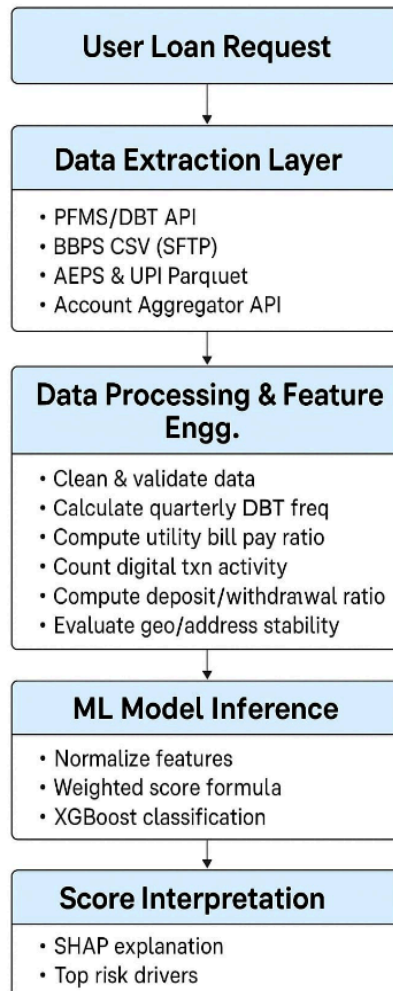 User Loan Request
Data Extraction Layer
• PFMS/DBT API
• BBPS CSV (SFTP)
• AEPS & UPI Parquet
• Account Aggregator API
Data Processing & Feature
Engg.
• Clean & validate data
• Calculate quarterly DBT freq
• Compute utility bill pay ratio
• Count digital txn activity
• Compute deposit/withdrawal ratio
• Evaluate geo/address stability
ML Model Inference
• Normalize features
• Weighted score formula
• XGBoost classification
Score Interpretation
• SHAP explanation
• Top risk drivers